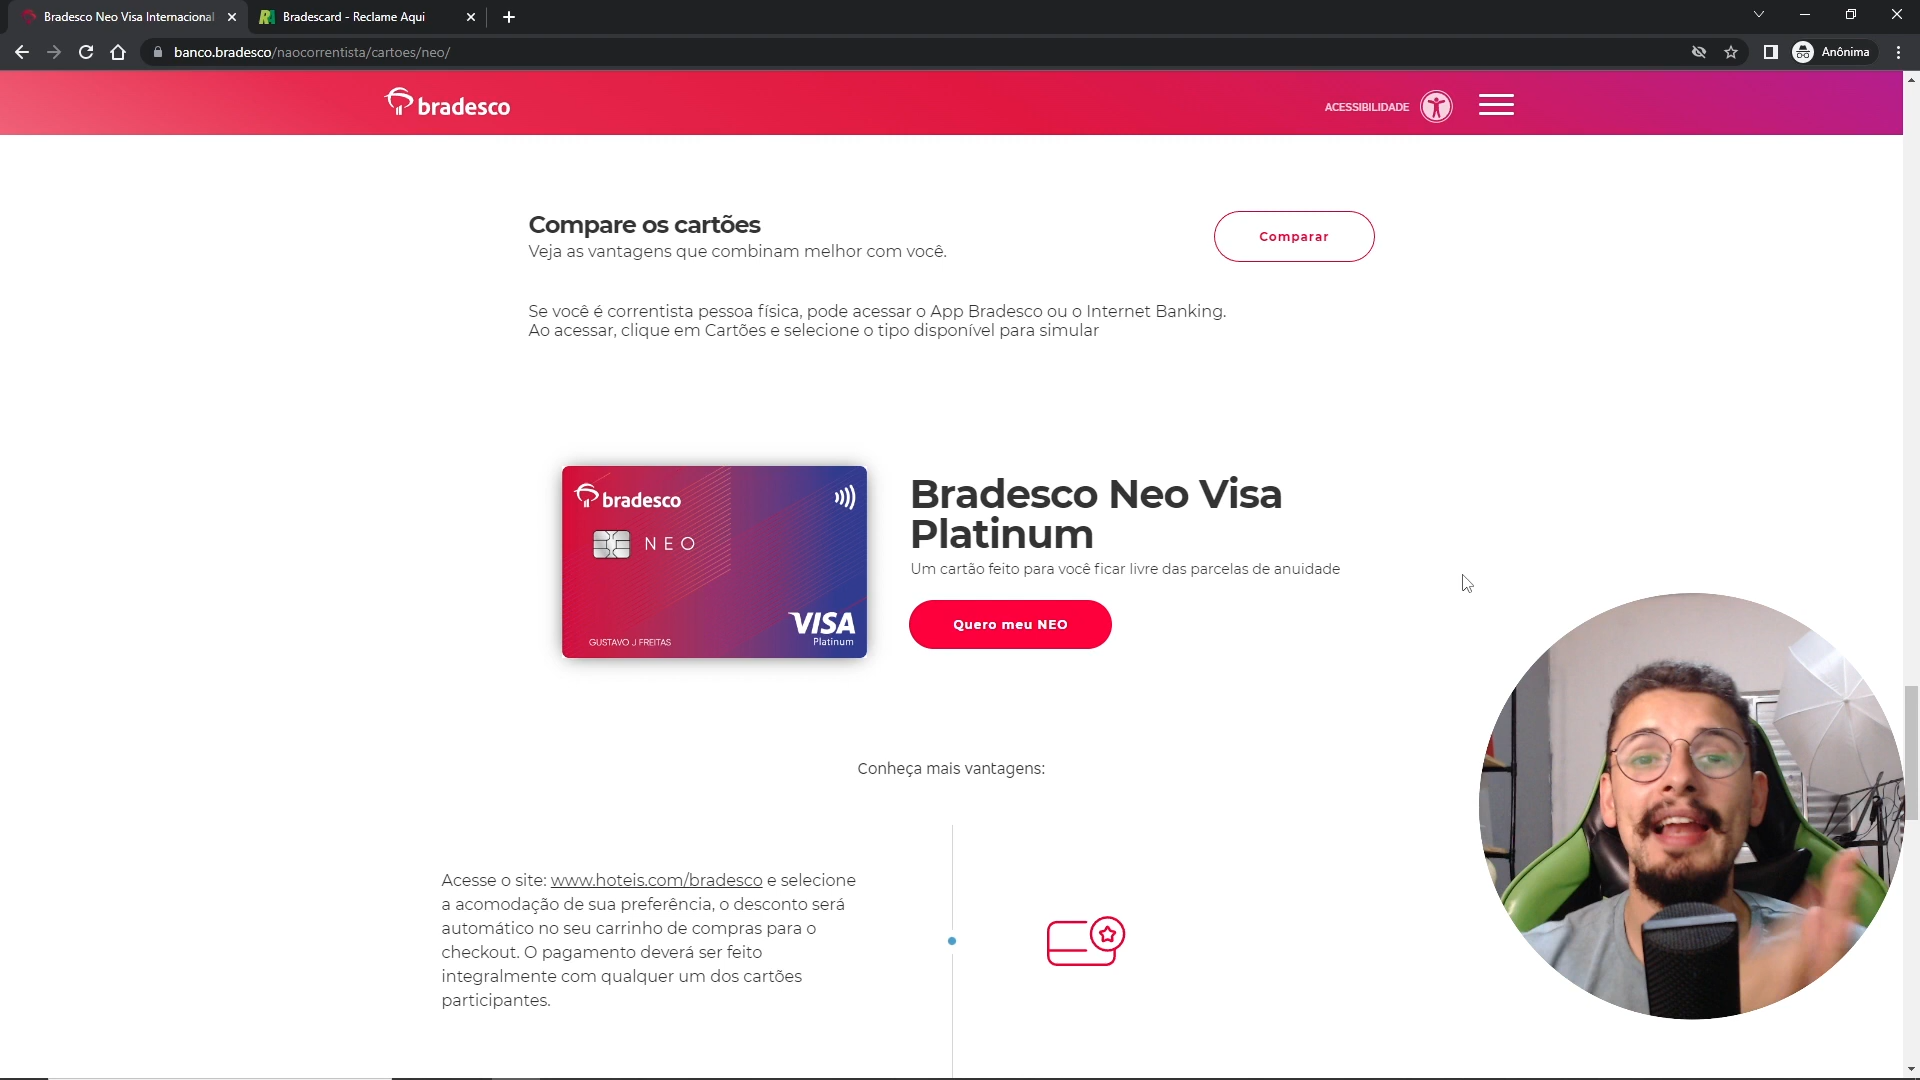 Bradesco Neo Visa Internacional
Bradescard - Reclame Aqui
banco.bradesco/naocorrentista/cartoes/neo/
Anônima
bradesco
ACESSIBILIDADE
Compare os cartões
Veja as vantagens que combinam melhor com você.
Comparar
Se você é correntista pessoa física, pode acessar o App Bradesco ou o Internet Banking.
Ao acessar, clique em Cartões e selecione o tipo disponível para simular
bradesco
NEO
VISA
Platinum
GUSTAVO J FREITAS
Bradesco Neo Visa
Platinum
Um cartão feito para você ficar livre das parcelas de anuidade
Quero meu NEO
Conheça mais vantagens:
Acesse o site: www.hoteis.com/bradesco e selecione
a acomodação de sua preferência, o desconto será
automático no seu carrinho de compras para o
checkout. O pagamento deverá ser feito
integralmente com qualquer um dos cartões
participantes.